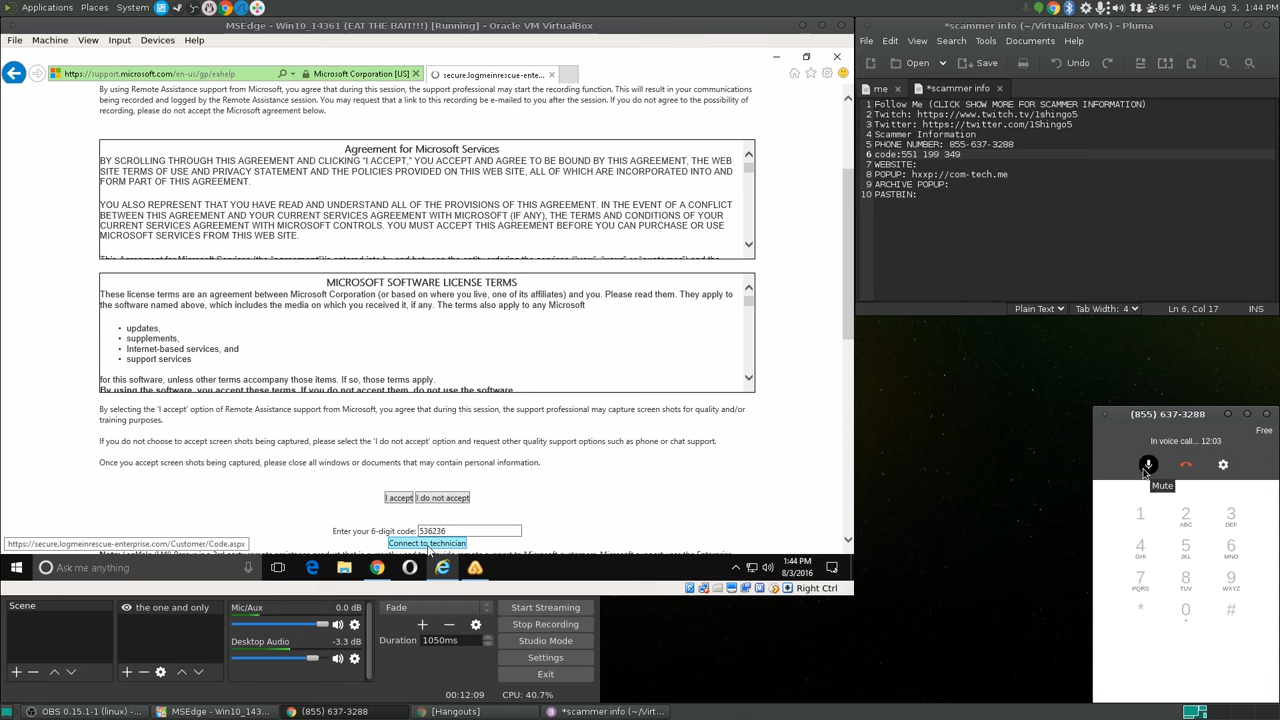 Applications Places System 86 °F Wed Aug 3, 1:44 PM
MSEdge - Win10_14361 (EAT THE BAIT!!!) [Running] - Oracle VM VirtualBox
File Machine View Input Devices Help
https://support.microsoft.com/en-us/gp/eahelp Microsoft Corporation [US] secure.logmeinrescue-ente...
By using Remote Assistance support from Microsoft, you agree that during this session, the support professional may start the recording function. This will result in your communications
being recorded and logged by the Remote Assistance session. You may request that a link to this recording be e-mailed to you after the session. If you do not agree to the possibility of
recording, please do not accept the Microsoft agreement below.
Agreement for Microsoft Services
BY SCROLLING THROUGH THIS AGREEMENT AND CLICKING "I ACCEPT," YOU ACCEPT AND AGREE TO BE BOUND BY THIS AGREEMENT, THE WEB
SITE TERMS OF USE AND PRIVACY STATEMENT AND THE POLICIES PROVIDED ON THIS WEB SITE, ALL OF WHICH ARE INCORPORATED INTO AND
FORM PART OF THIS AGREEMENT.
YOU ALSO REPRESENT THAT YOU HAVE READ AND UNDERSTAND ALL OF THE PROVISIONS OF THIS AGREEMENT. IN THE EVENT OF A CONFLICT
BETWEEN THIS AGREEMENT AND YOUR CURRENT SERVICES AGREEMENT WITH MICROSOFT (IF ANY), THE TERMS AND CONDITIONS OF YOUR
CURRENT SERVICES AGREEMENT WITH MICROSOFT CONTROLS. YOU MUST ACCEPT THIS AGREEMENT BEFORE YOU CAN PURCHASE OR USE
MICROSOFT SERVICES FROM THIS WEB SITE.
MICROSOFT SOFTWARE LICENSE TERMS
These license terms are an agreement between Microsoft Corporation (or based on where you live, one of its affiliates) and you. Please read them. They apply to
the software named above, which includes the media on which you received it, if any. The terms also apply to any Microsoft
• updates,
• supplements,
• Internet-based services, and
• support services
for this software, unless other terms accompany those items. If so, those terms apply.
By using the software, you accept these terms. If you do not accept them, do not use the software.
By selecting the 'I accept' option of Remote Assistance support from Microsoft, you agree that during this session, the support professional may capture screen shots for quality and/or
training purposes.
If you do not choose to accept screen shots being captured, please select the 'I do not accept' option and request other quality support options such as phone or chat support.
Once you accept screen shots being captured, please close all windows or documents that may contain personal information.
I accept I do not accept
Enter your 6-digit code: 536236
Connect to technician
https://secure.logmeinrescue-enterprise.com/Customer/Code.aspx
Ask me anything
1:44 PM
8/3/2016
Right Ctrl
Scene
the one and only
Mic/Aux 0.0 dB
Desktop Audio -3.3 dB
Fade
Duration 1050ms
Start Streaming
Stop Recording
Studio Mode
Settings
Exit
00:12:09 CPU: 40.7%
*scammer info (~/VirtualBox VMs) - Pluma
File Edit View Search Tools Documents Help
Open Save Undo
me *scammer info
1 Follow Me (CLICK SHOW MORE FOR SCAMMER INFORMATION)
2 Twitch: https://www.twitch.tv/lshingo5
3 Twitter: https://twitter.com/lShingo5
4 Scammer Information
5 PHONE NUMBER: 855-637-3288
6 code:551 199 349
7 WEBSITE:
8 POPUP: hxxp://com-tech.me
9 ARCHIVE POPUP:
10 PASTBIN:
Plain Text Tab Width: 4 Ln 6, Col 17 INS
(855) 637-3288
Free
In voice call... 12:03
Mute
1 2 3
ABC DEF
4 5 6
GHI JKL MNO
7 8 9
PQRS TUV WXYZ
* 0 #
OBS 0.15.1-1 (linux) -... MSEdge - Win10_143... (855) 637-3288 [Hangouts] *scammer info (~/Virt...